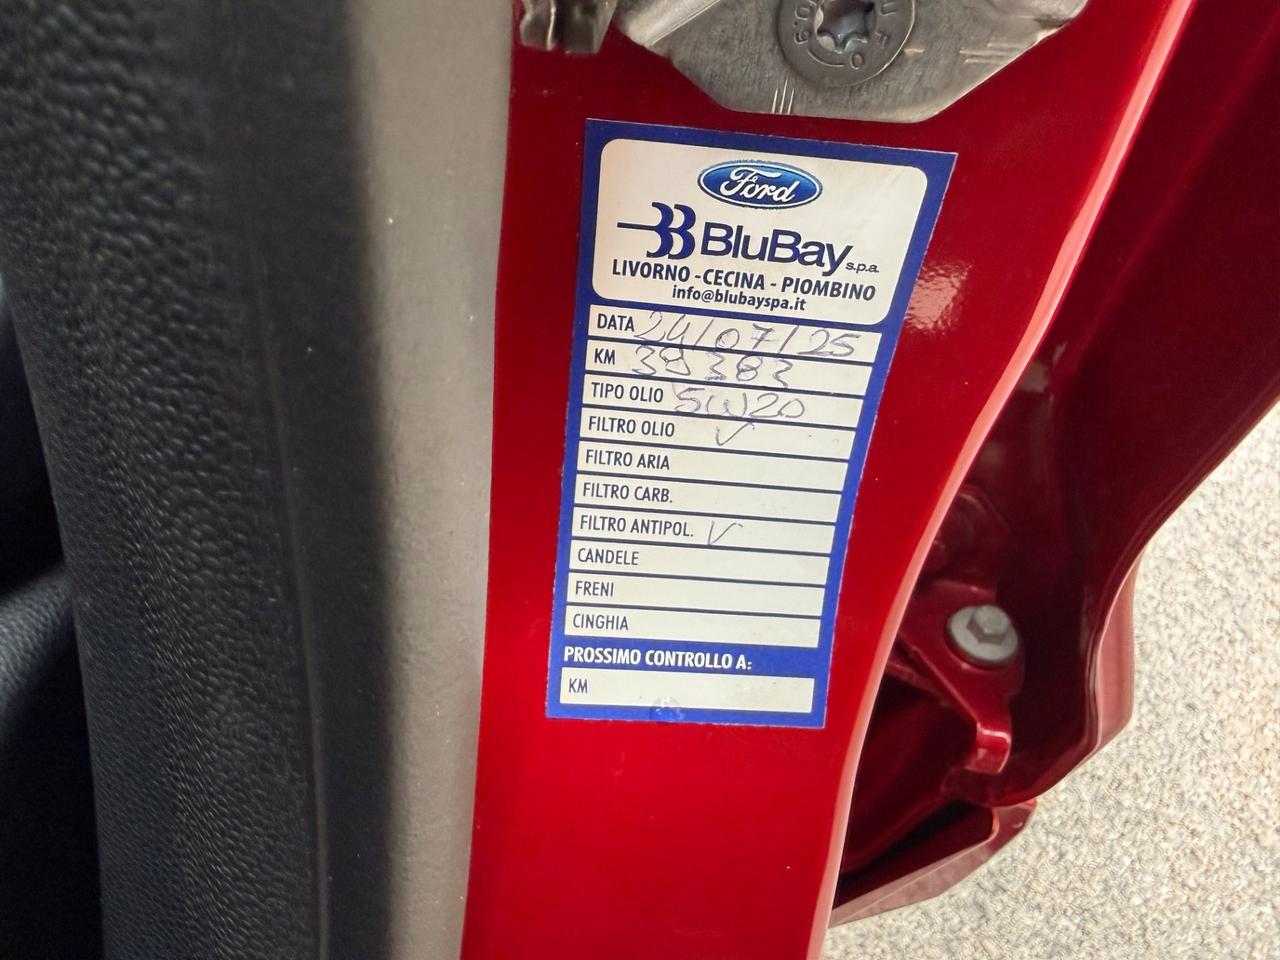 Ford
BluBay s.p.a.
LIVORNO - CECINA - PIOMBINO
info@blubayspa.it
DATA 24/07/25
KM 39383
TIPO OLIO 5W20
FILTRO OLIO V
FILTRO ARIA
FILTRO CARB.
FILTRO ANTIPOL. V
CANDELE
FRENI
CINGHIA
PROSSIMO CONTROLLO A:
KM